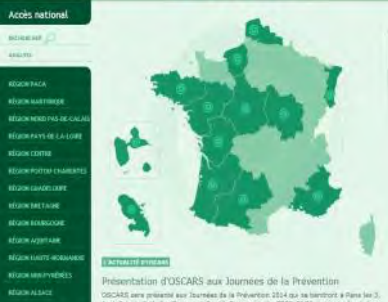 Accès national
RECHERCHER
RÉGION PACA
RÉGION MARTINIQUE
RÉGION NORD PAS-DE-CALAIS
RÉGION PAYS-DE-LA-LOIRE
RÉGION CENTRE
RÉGION POITOU-CHARENTES
RÉGION GUADELOUPE
RÉGION BRETAGNE
RÉGION BOURGOGNE
RÉGION AQUITAINE
RÉGION HAUTE-NORMANDIE
RÉGION MIDI-PYRÉNÉES
RÉGION ALSACE
L'ACTUALITÉ D'OSCARS
Présentation d'OSCARS aux Journées de la Prévention
OSCARS sera présenté aux Journées de la Prévention 2014 qui se tiendront à Paris les 3,